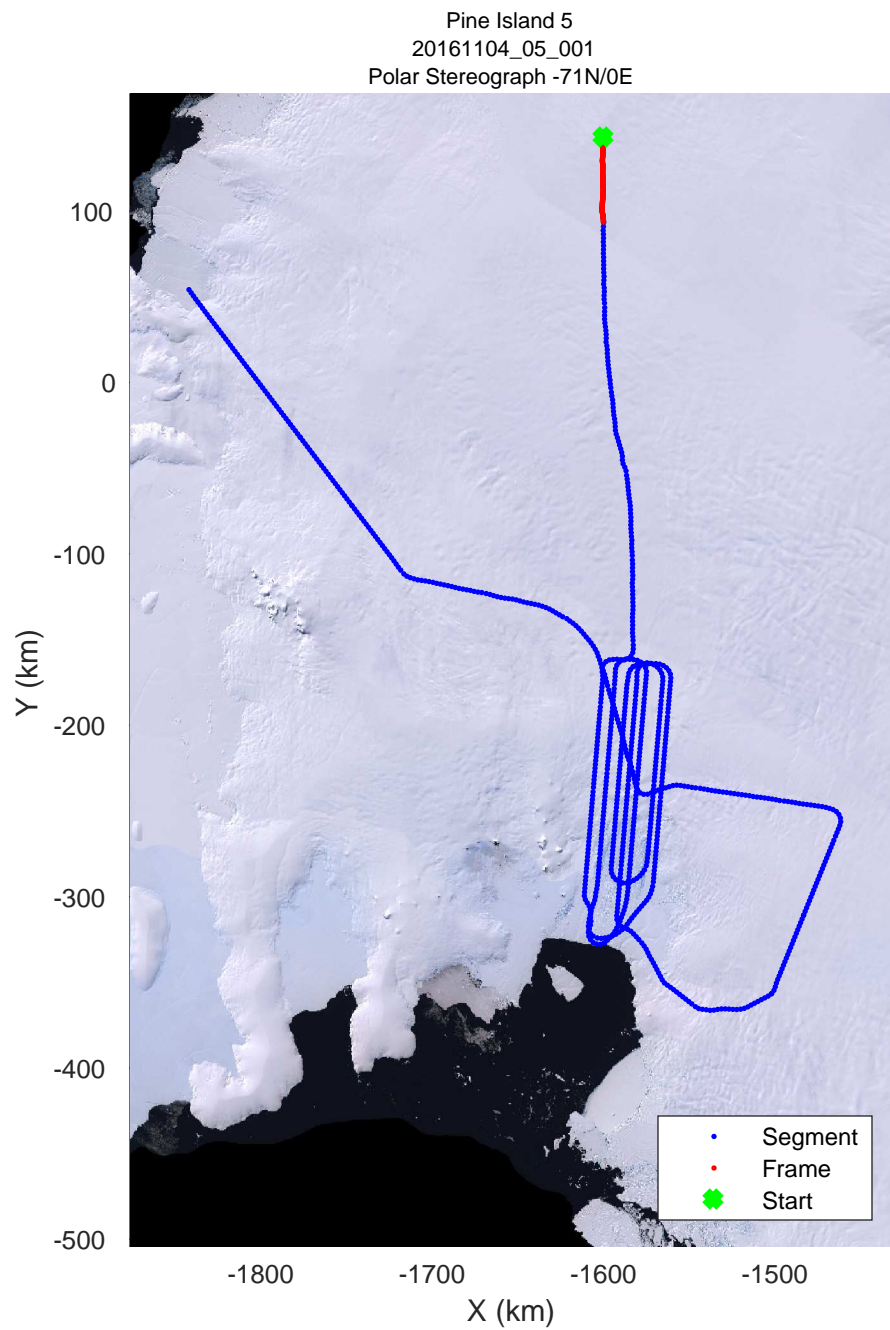 Pine Island 5
20161104_05_001
Polar Stereograph -71N/0E
100
0
-100
-200
-300
-400
-500
Y (km)
-1800
-1700
-1600
-1500
X (km)
Segment
Frame
Start